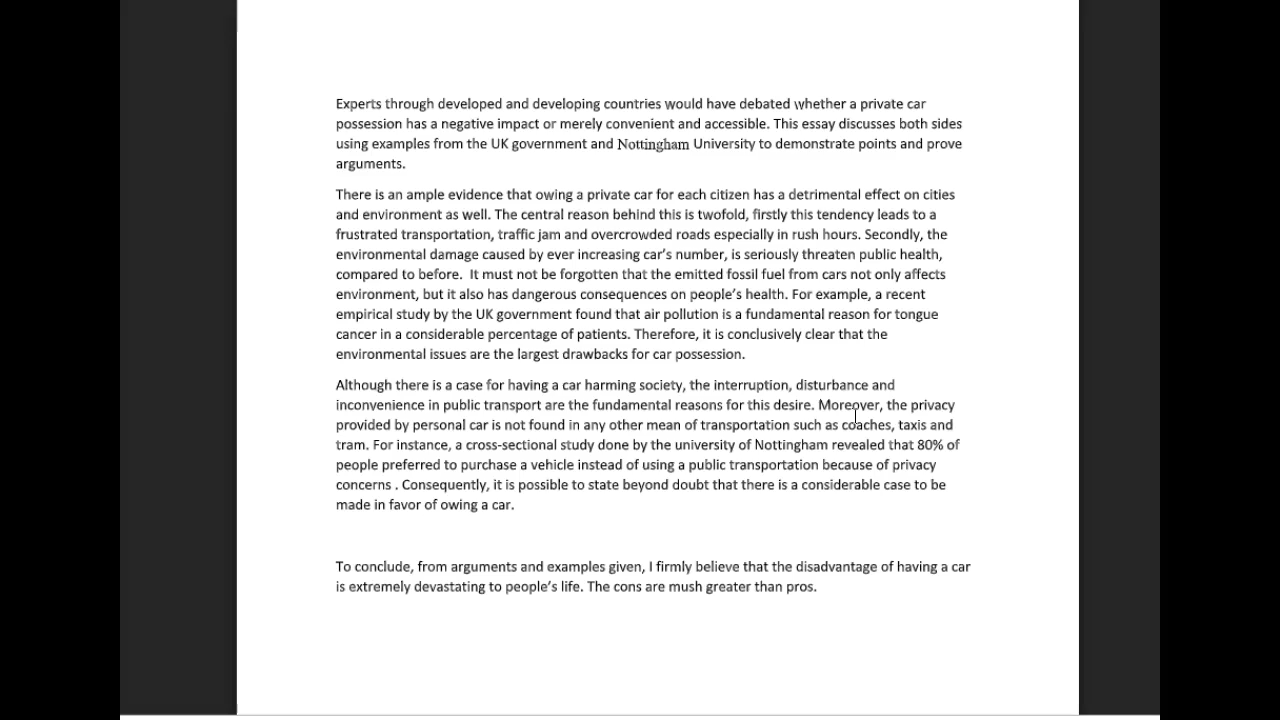 Experts through developed and developing countries would have debated whether a private car
possession has a negative impact or merely convenient and accessible. This essay discusses both sides
using examples from the UK government and Nottingham University to demonstrate points and prove
arguments.
There is an ample evidence that owing a private car for each citizen has a detrimental effect on cities
and environment as well. The central reason behind this is twofold, firstly this tendency leads to a
frustrated transportation, traffic jam and overcrowded roads especially in rush hours. Secondly, the
environmental damage caused by ever increasing car's number, is seriously threaten public health,
compared to before.  It must not be forgotten that the emitted fossil fuel from cars not only affects
environment, but it also has dangerous consequences on people's health. For example, a recent
empirical study by the UK government found that air pollution is a fundamental reason for tongue
cancer in a considerable percentage of patients. Therefore, it is conclusively clear that the
environmental issues are the largest drawbacks for car possession.
Although there is a case for having a car harming society, the interruption, disturbance and
inconvenience in public transport are the fundamental reasons for this desire. Moreover, the privacy
provided by personal car is not found in any other mean of transportation such as coaches, taxis and
tram. For instance, a cross-sectional study done by the university of Nottingham revealed that 80% of
people preferred to purchase a vehicle instead of using a public transportation because of privacy
concerns . Consequently, it is possible to state beyond doubt that there is a considerable case to be
made in favor of owing a car.
To conclude, from arguments and examples given, I firmly believe that the disadvantage of having a car
is extremely devastating to people's life. The cons are mush greater than pros.